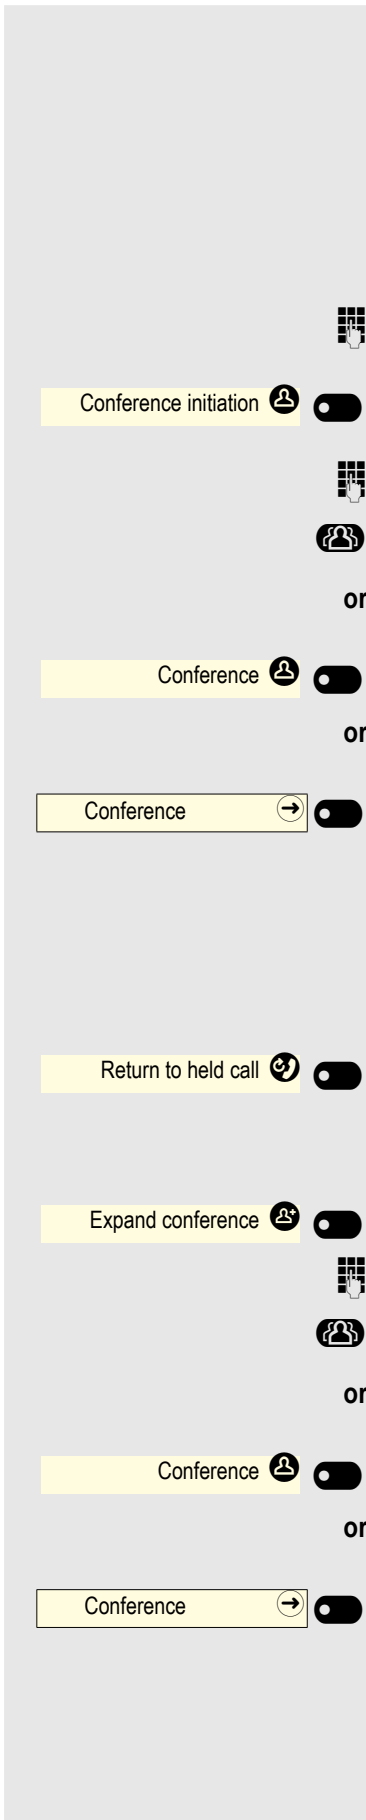 Conference initiation
or
Conference
or
Conference
Return to held call
Expand conference
or
Conference
or
Conference